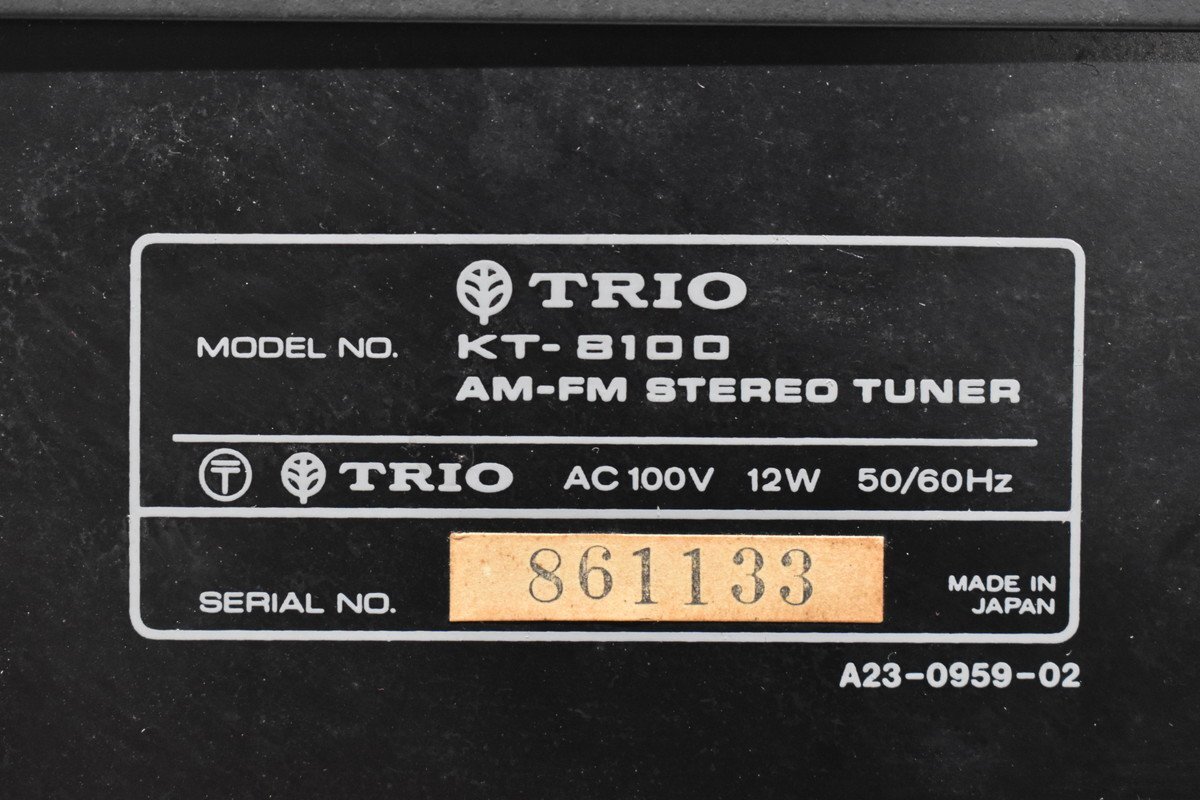 TRIO
MODEL NO. KT-8100
AM-FM STEREO TUNER
〒 TRIO AC 100V 12W 50/60Hz
SERIAL NO. 861133 MADE IN JAPAN
A23-0959-02